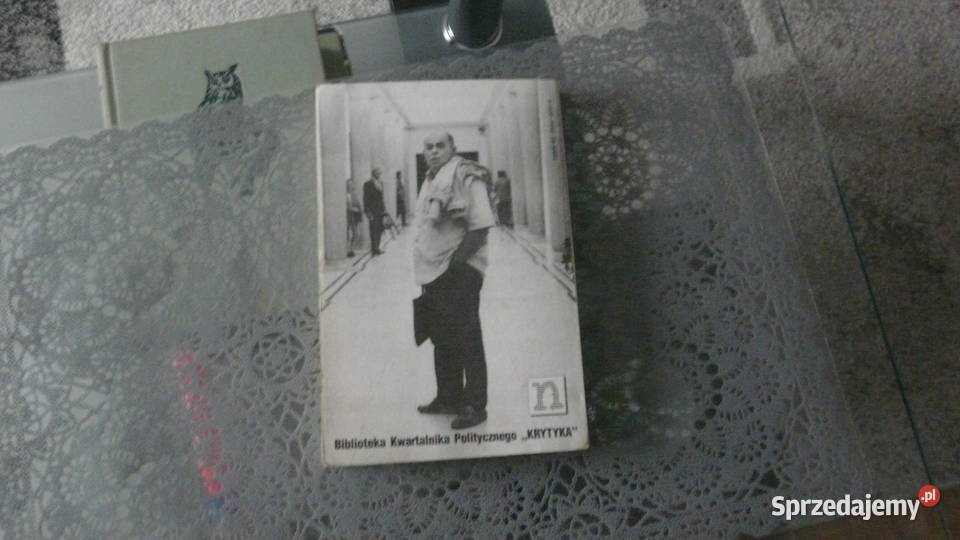 n
Biblioteka Kwartalnika Politycznego „KRYTYKA”
Sprzedajemy.pl